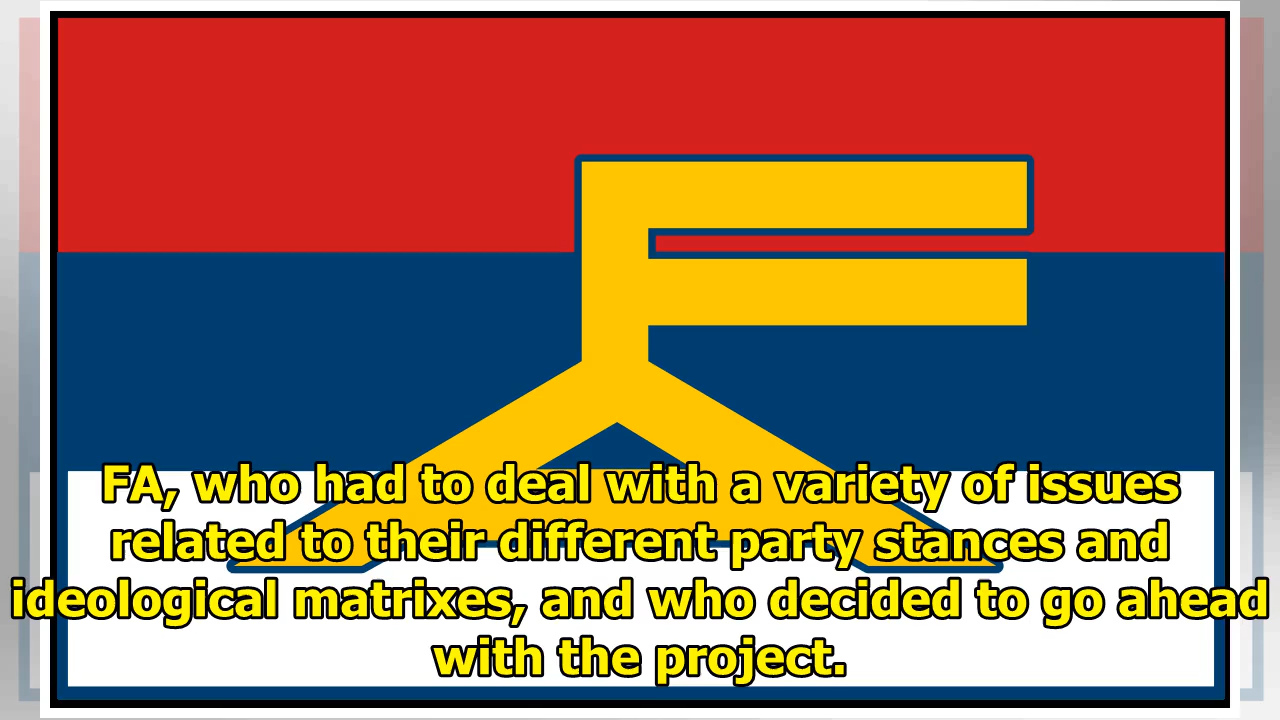 FA, who had to deal with a variety of issues
related to their different party stances and
ideological matrixes, and who decided to go ahead
with the project.